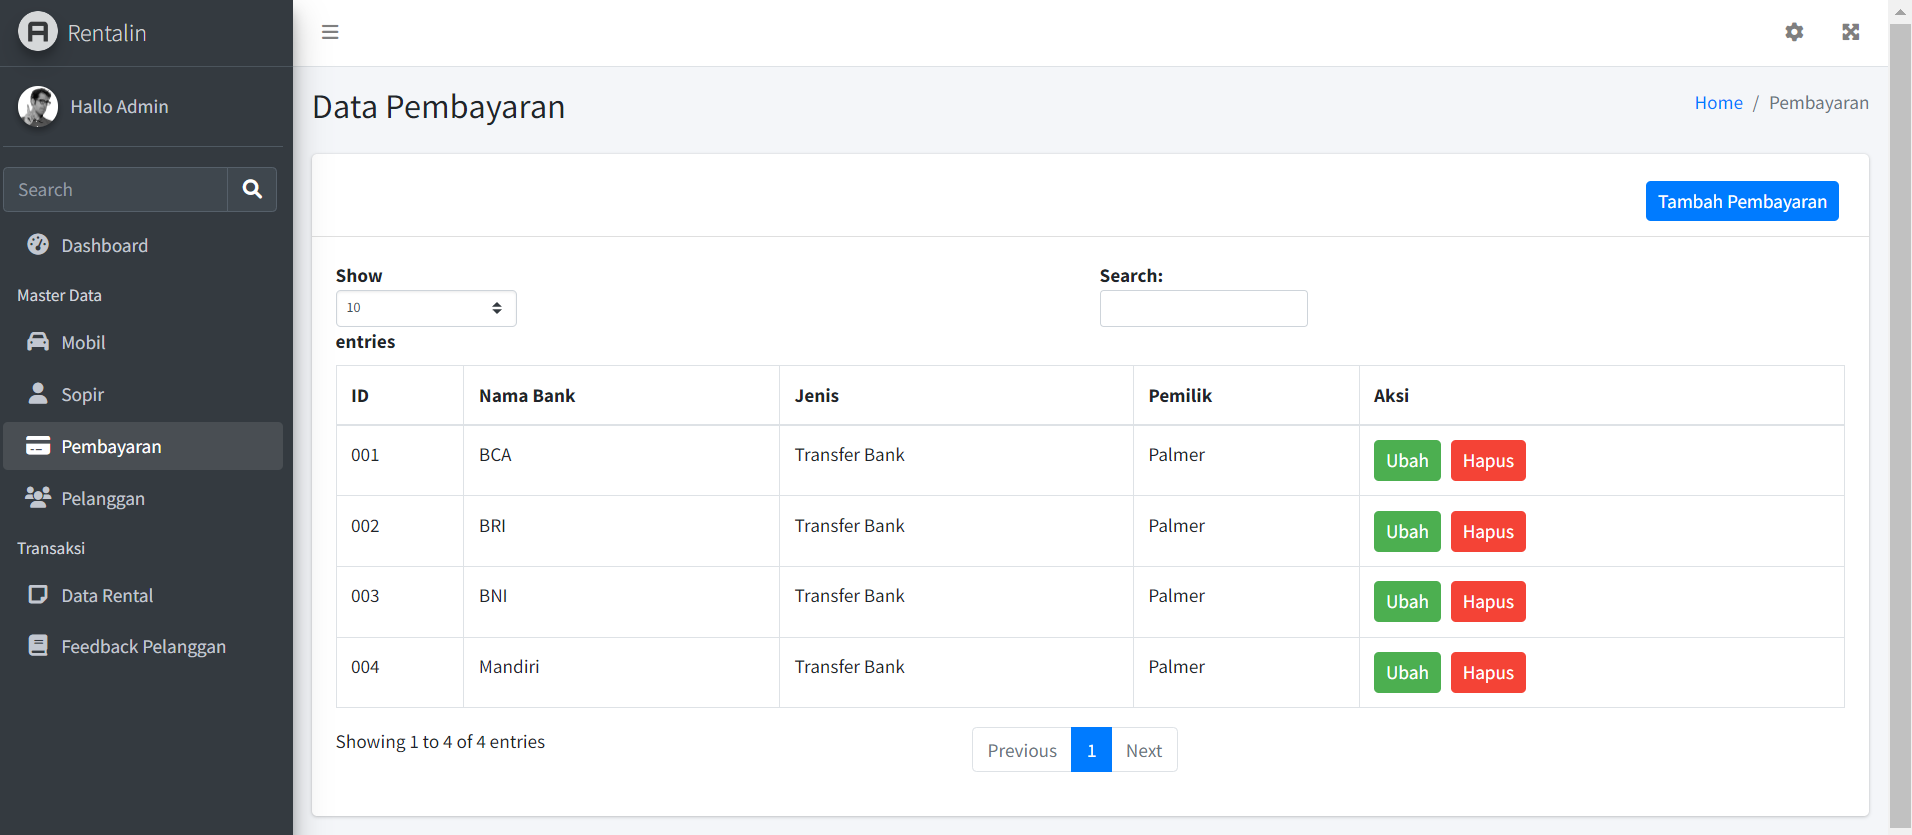 Rentalin
Hallo Admin
Search
Dashboard
Master Data
Mobil
Sopir
Pembayaran
Pelanggan
Transaksi
Data Rental
Feedback Pelanggan
Data Pembayaran
Home / Pembayaran
Tambah Pembayaran
Show
10
entries
Search:
ID Nama Bank Jenis Pemilik Aksi
001 BCA Transfer Bank Palmer Ubah Hapus
002 BRI Transfer Bank Palmer Ubah Hapus
003 BNI Transfer Bank Palmer Ubah Hapus
004 Mandiri Transfer Bank Palmer Ubah Hapus
Showing 1 to 4 of 4 entries
Previous 1 Next